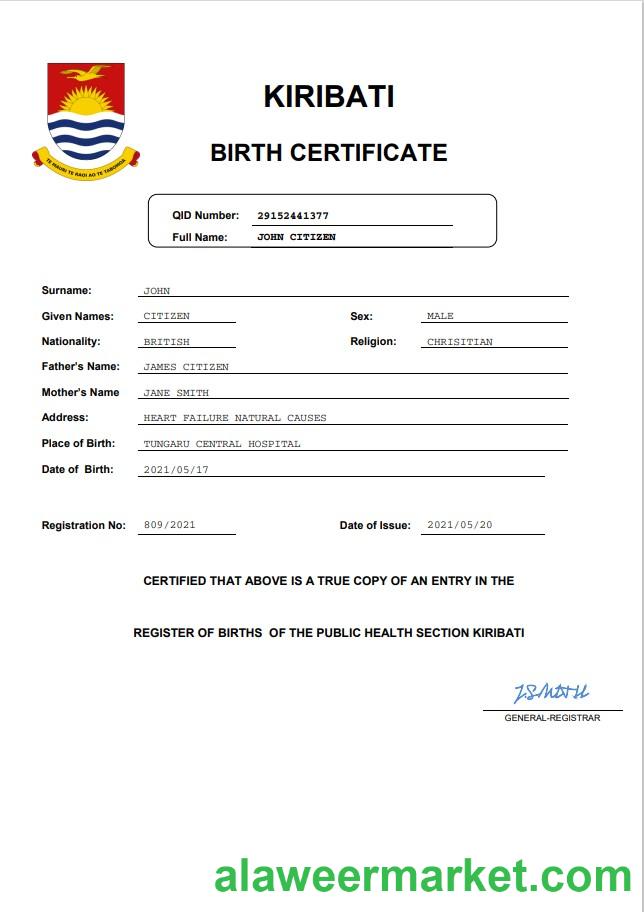 KIRIBATI
BIRTH CERTIFICATE
QID Number: 29152441377
Full Name: JOHN CITIZEN
Surname: JOHN
Given Names: CITIZEN Sex: MALE
Nationality: BRITISH Religion: CHRISITIAN
Father's Name: JAMES CITIZEN
Mother's Name JANE SMITH
Address: HEART FAILURE NATURAL CAUSES
Place of Birth: TUNGARU CENTRAL HOSPITAL
Date of Birth: 2021/05/17
Registration No: 809/2021 Date of Issue: 2021/05/20
CERTIFIED THAT ABOVE IS A TRUE COPY OF AN ENTRY IN THE
REGISTER OF BIRTHS OF THE PUBLIC HEALTH SECTION KIRIBATI
J.SMITH
GENERAL-REGISTRAR
TE MAURI TE RAOI AO TE TABOMOA
alaweermarket.com